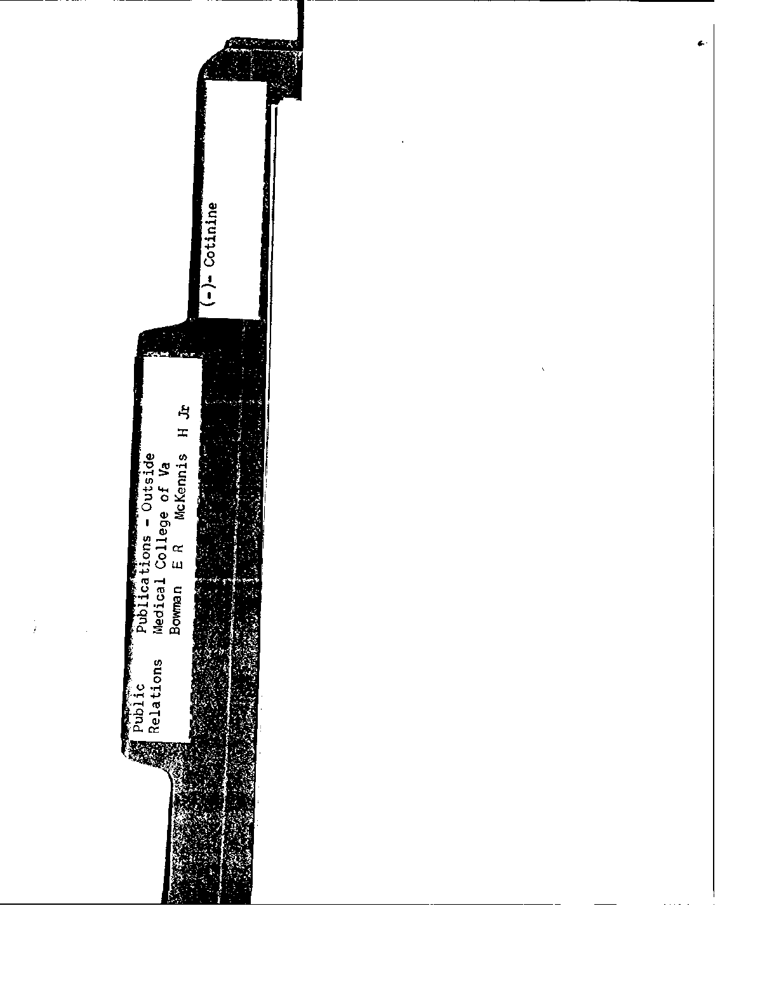 Public Publications - Outside
Relations Medical College of Va
Bowman E R McKennis H Jr
(-)- Cotinine